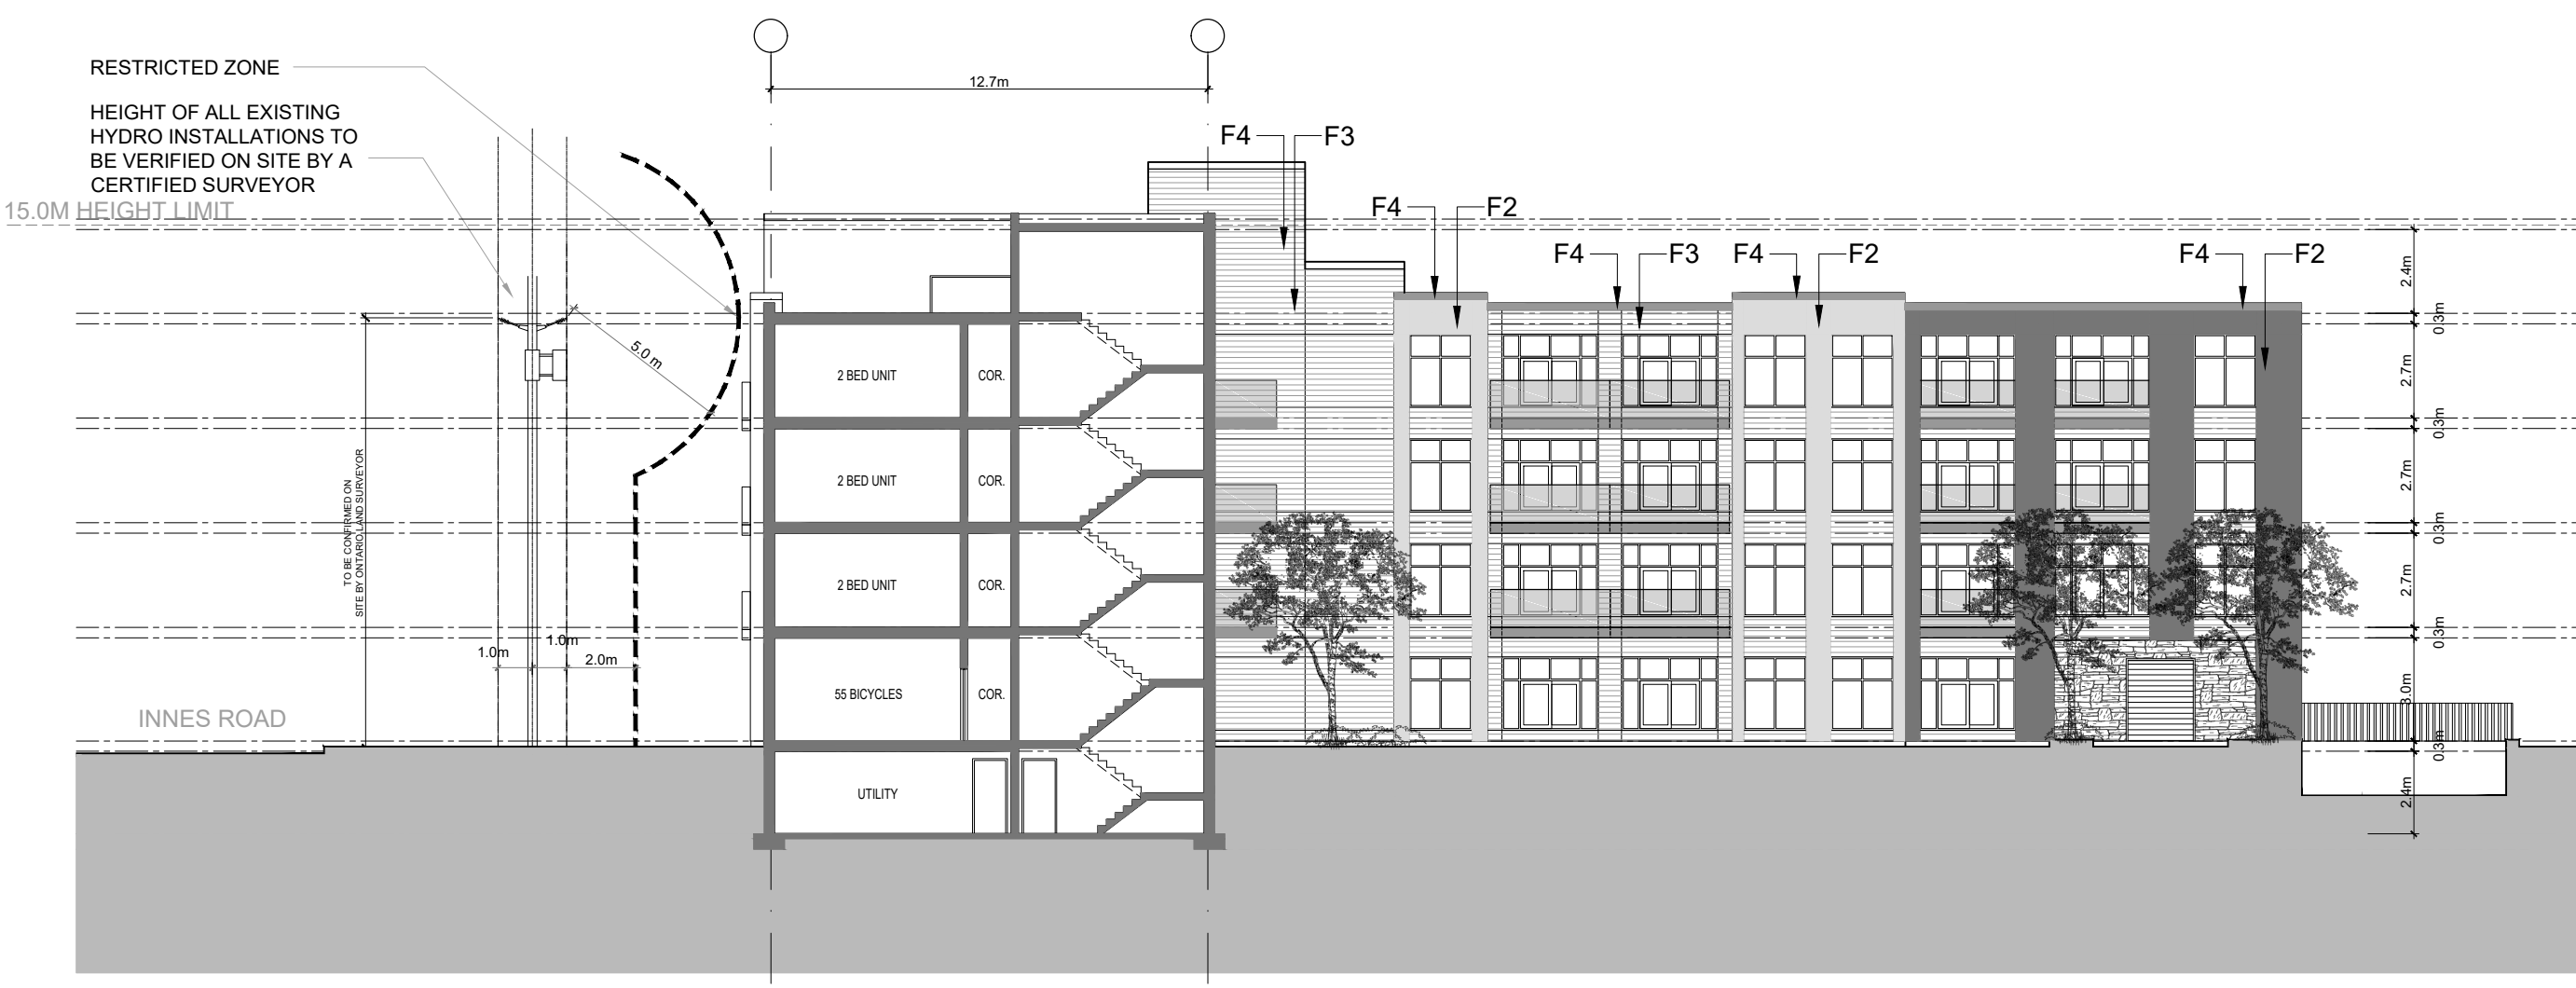 RESTRICTED ZONE
HEIGHT OF ALL EXISTING
HYDRO INSTALLATIONS TO
BE VERIFIED ON SITE BY A
CERTIFIED SURVEYOR
15.0M HEIGHT LIMIT
12.7m
F4
F3
F4
F2
F4
F3
F4
F2
F4
F2
5.0 m
TO BE CONFIRMED ON
SITE BY ONTARIO LAND SURVEYOR
1.0m
1.0m
2.0m
INNES ROAD
2 BED UNIT
COR.
2 BED UNIT
COR.
2 BED UNIT
COR.
55 BICYCLES
COR.
UTILITY
2.4m
0.3m
2.7m
0.3m
2.7m
0.3m
2.7m
0.3m
3.0m
0.3m
2.4m